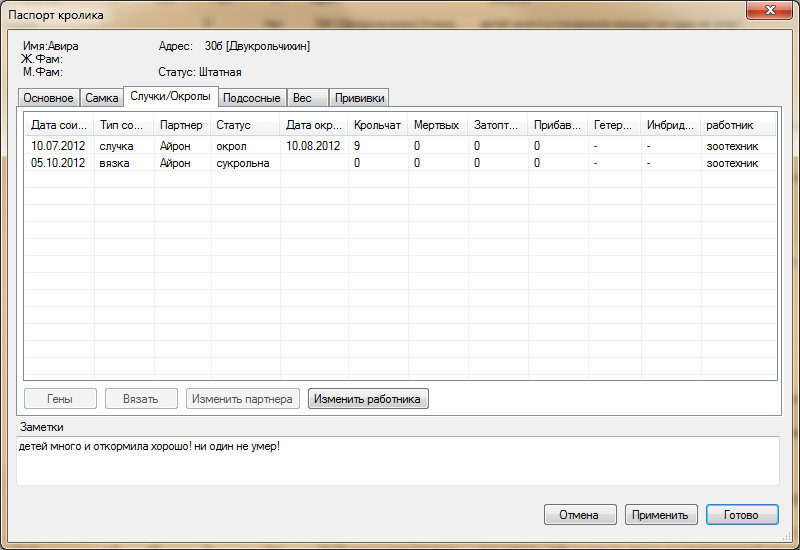 Паспорт кролика
Имя:Авира Адрес: 30б [Двукрольчихин]
Ж.Фам:
М.Фам: Статус: Штатная
Основное Самка Случки/Окролы Подсосные Вес Прививки
Дата сои... Тип со... Партнер Статус Дата окр... Крольчат Мертвых Затопт... Прибав... Гетер... Инбрид... работник
10.07.2012 случка Айрон окрол 10.08.2012 9 0 0 0 - - зоотехник
05.10.2012 вязка Айрон сукрольна 0 0 0 0 - - зоотехник
Гены Вязать Изменить партнера Изменить работника
Заметки
детей много и откормила хорошо! ни один не умер!
Отмена Применить Готово